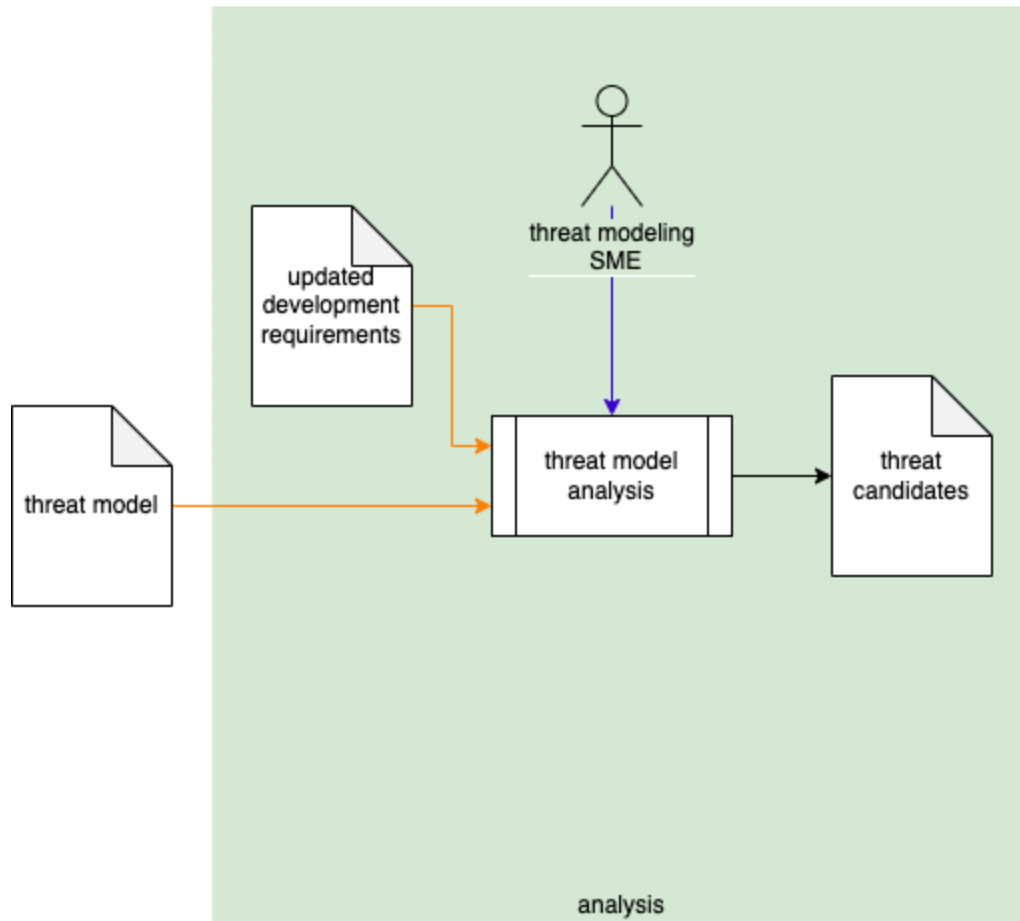 threat modeling
SME
updated
development
requirements
threat model
threat model
analysis
threat
candidates
analysis